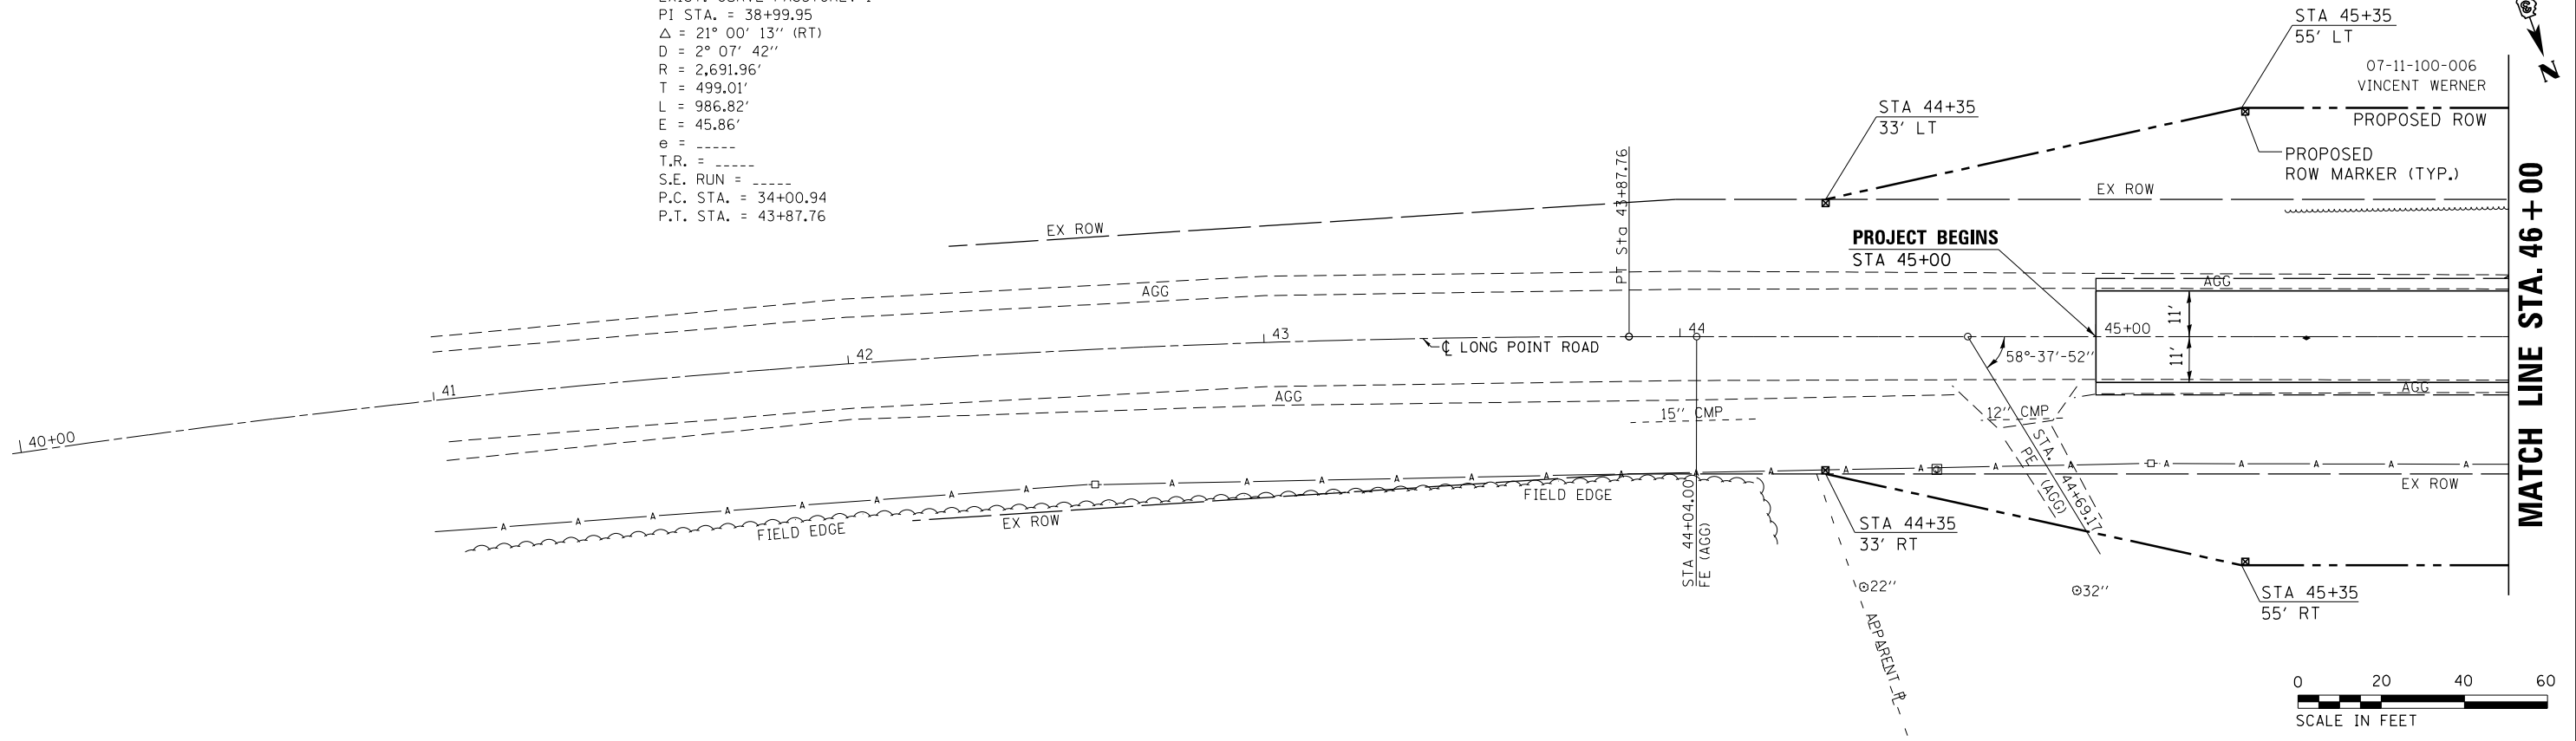 PI STA. = 38+99.95
△ = 21° 00' 13'' (RT)
D = 2° 07' 42''
R = 2,691.96'
T = 499.01'
L = 986.82'
E = 45.86'
e = _____
T.R. = _____
S.E. RUN = _____
P.C. STA. = 34+00.94
P.T. STA. = 43+87.76
STA 45+35
55' LT
07-11-100-006
VINCENT WERNER
PROPOSED ROW
PROPOSED
ROW MARKER (TYP.)
N
STA 44+35
33' LT
PT Sta 43+87.76
EX ROW
EX ROW
PROJECT BEGINS
STA 45+00
AGG
AGG
11'
11'
45+00
44
43
42
41
40+00
℄ LONG POINT ROAD
58°-37'-52''
AGG
AGG
15'' CMP
12'' CMP
STA. 44+69.17
PE (AGG)
A A A A A A A A A A A A A A A A A A A A A A A A A A
FIELD EDGE
EX ROW
FIELD EDGE
EX ROW
STA 44+04.00
FE (AGG)
STA 44+35
33' RT
22''
32''
STA 45+35
55' RT
APPARENT ⅊
MATCH LINE STA. 46+00
0 20 40 60
SCALE IN FEET